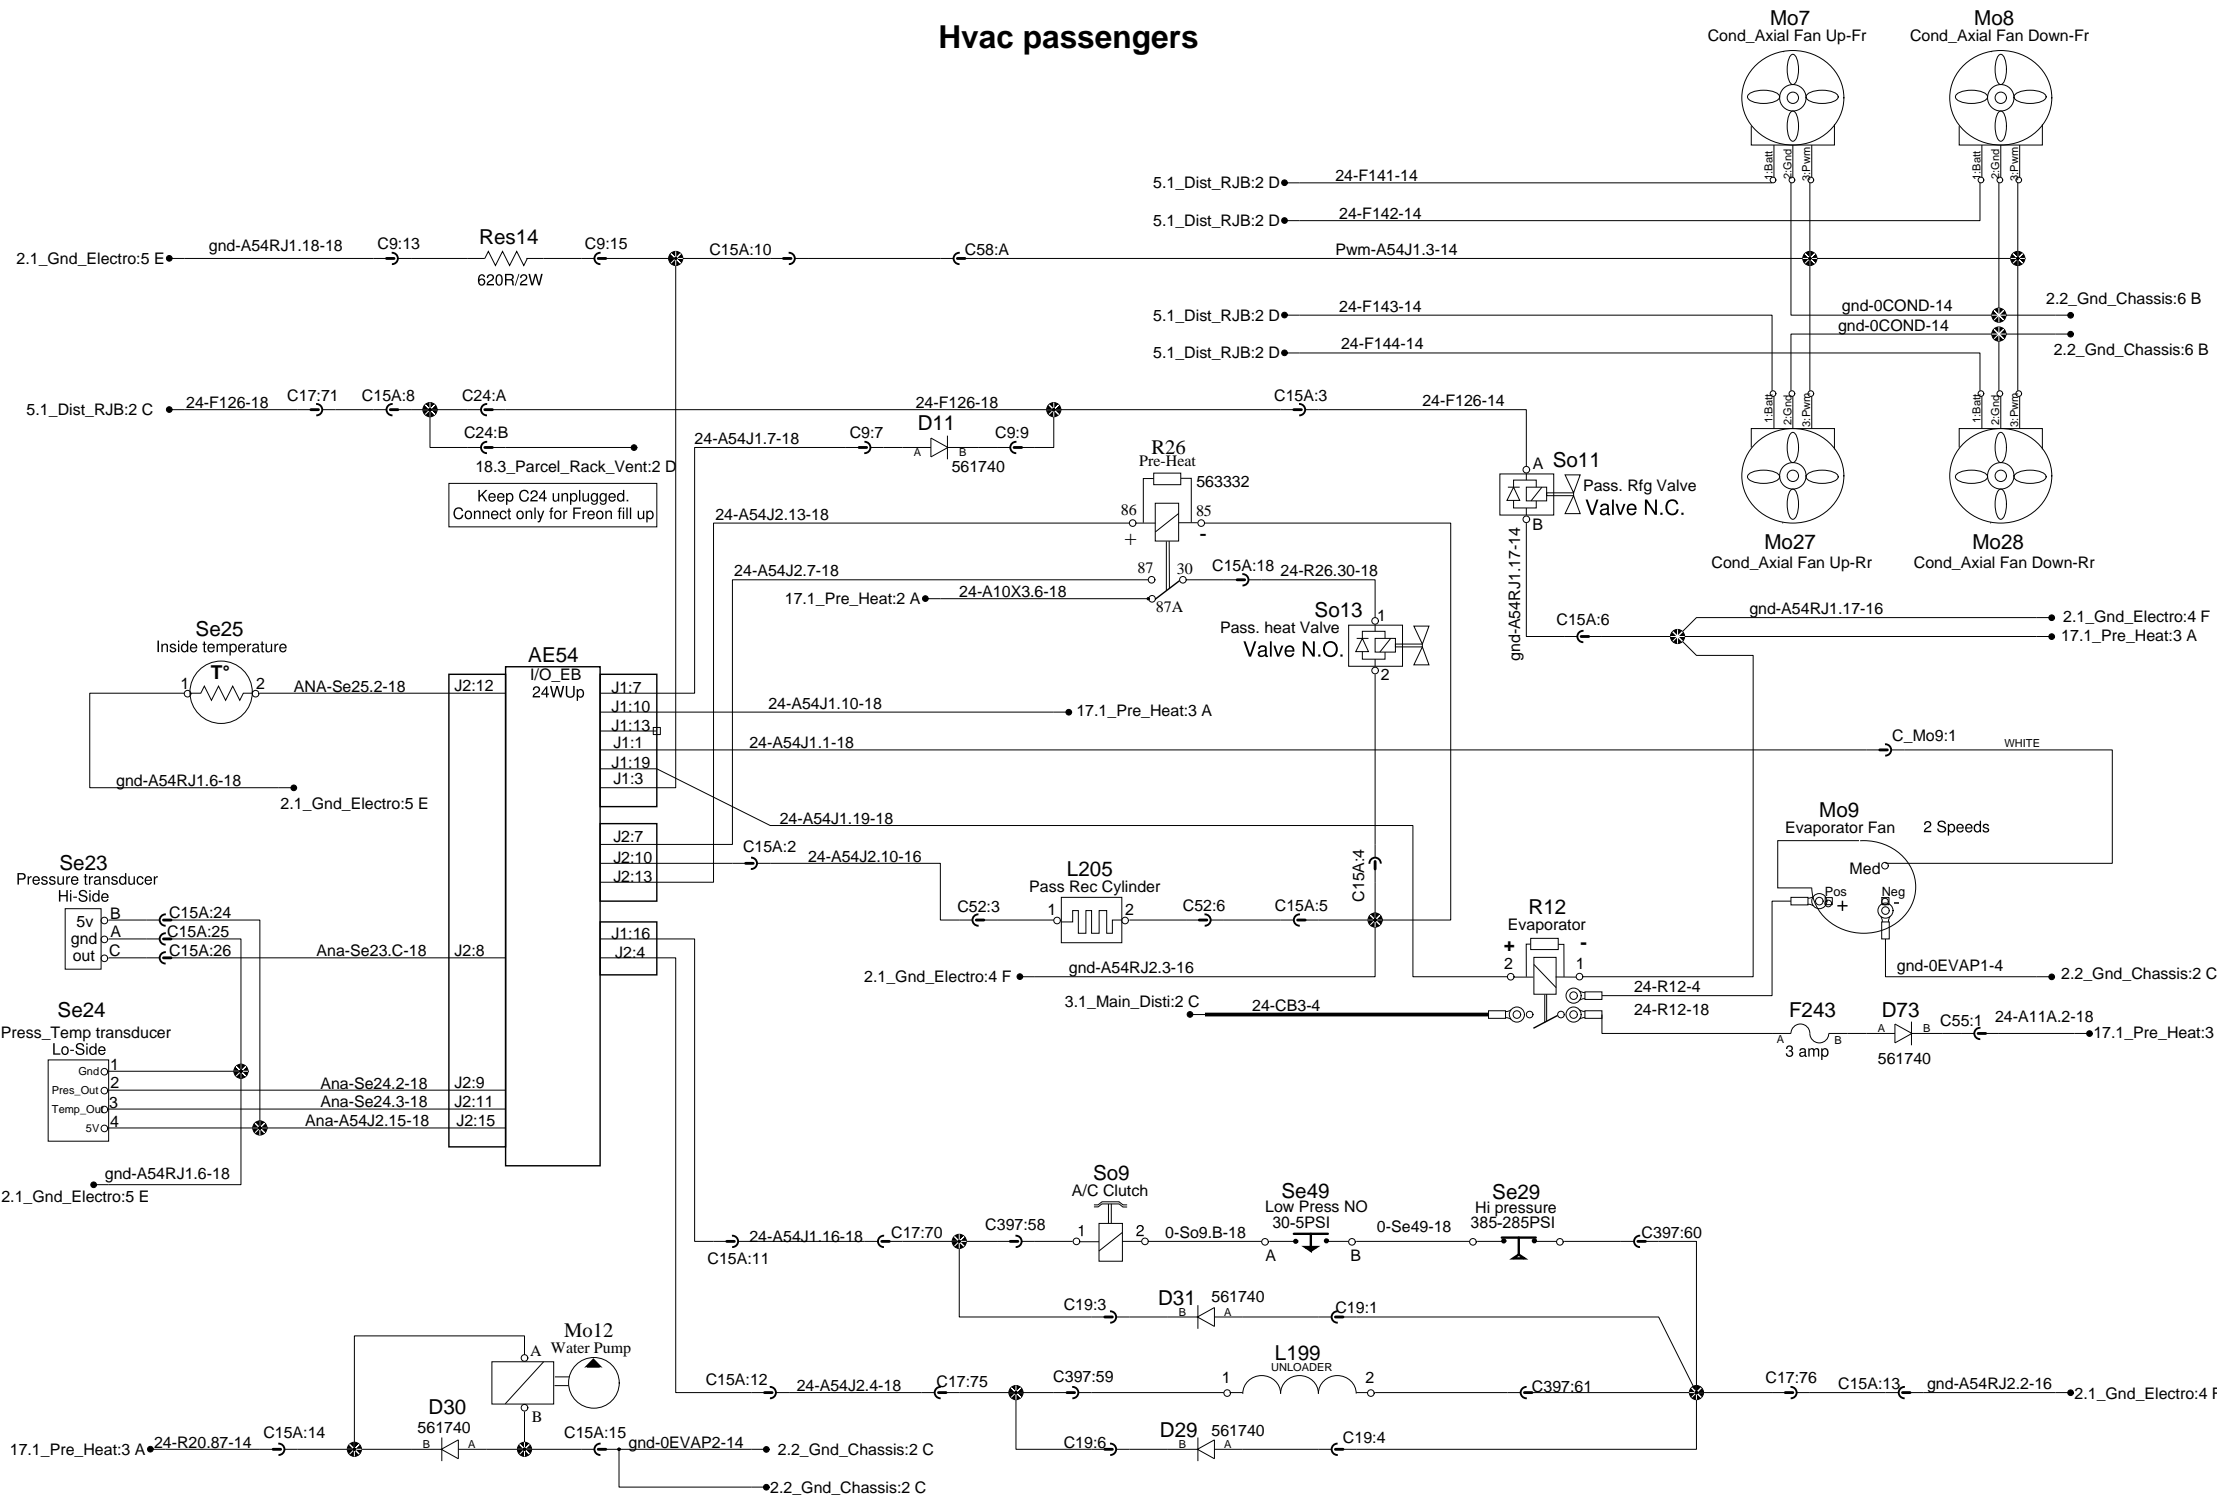 Hvac passengers
Mo7
Cond_Axial Fan Up-Fr
Mo8
Cond_Axial Fan Down-Fr
1:Batt
2:Gnd
3:Pwm
1:Batt
2:Gnd
3:Pwm
5.1_Dist_RJB:2 D
24-F141-14
5.1_Dist_RJB:2 D
24-F142-14
2.1_Gnd_Electro:5 E
gnd-A54RJ1.18-18
C9:13
Res14
620R/2W
C9:15
C15A:10
C58:A
Pwm-A54J1.3-14
5.1_Dist_RJB:2 D
24-F143-14
gnd-0COND-14
2.2_Gnd_Chassis:6 B
gnd-0COND-14
2.2_Gnd_Chassis:6 B
5.1_Dist_RJB:2 D
24-F144-14
1:Batt
2:Gnd
3:Pwm
1:Batt
2:Gnd
3:Pwm
Mo27
Cond_Axial Fan Up-Rr
Mo28
Cond_Axial Fan Down-Rr
5.1_Dist_RJB:2 C
24-F126-18
C17:71
C15A:8
C24:A
24-F126-18
C15A:3
24-F126-14
C24:B
18.3_Parcel_Rack_Vent:2 D
Keep C24 unplugged.
Connect only for Freon fill up
24-A54J1.7-18
C9:7
D11
A
B
561740
C9:9
R26
Pre-Heat
563332
24-A54J2.13-18
86
+
85
-
24-A54J2.7-18
87
30
C15A:18
24-R26.30-18
17.1_Pre_Heat:2 A
24-A10X3.6-18
87A
A
So11
Pass. Rfg Valve
Valve N.C.
B
gnd-A54RJ1.17-14
So13
1
Pass. heat Valve
Valve N.O.
2
C15A:6
gnd-A54RJ1.17-16
2.1_Gnd_Electro:4 F
17.1_Pre_Heat:3 A
Se25
Inside temperature
T°
1
2
ANA-Se25.2-18
J2:12
gnd-A54RJ1.6-18
2.1_Gnd_Electro:5 E
AE54
I/O_EB
24WUp
J1:7
J1:10
J1:13
J1:1
J1:19
J1:3
24-A54J1.10-18
17.1_Pre_Heat:3 A
24-A54J1.1-18
C_Mo9:1
WHITE
24-A54J1.19-18
J2:7
J2:10
J2:13
C15A:2
24-A54J2.10-16
C15A:4
Mo9
Evaporator Fan
2 Speeds
Med
Pos
+
Neg
-
gnd-0EVAP1-4
2.2_Gnd_Chassis:2 C
Se23
Pressure transducer
Hi-Side
5v
B
C15A:24
gnd
A
C15A:25
out
C
C15A:26
Ana-Se23.C-18
J2:8
J1:16
J2:4
C52:3
L205
Pass Rec Cylinder
1
2
C52:6
C15A:5
2.1_Gnd_Electro:4 F
gnd-A54RJ2.3-16
R12
Evaporator
+
-
2
1
3.1_Main_Disti:2 C
24-CB3-4
24-R12-4
24-R12-18
F243
A
B
3 amp
D73
A
B
561740
C55:1
24-A11A.2-18
17.1_Pre_Heat:3
Se24
Press_Temp transducer
Lo-Side
Gnd
1
Pres_Out
2
Ana-Se24.2-18
J2:9
Temp_Out
3
Ana-Se24.3-18
J2:11
5V
4
Ana-A54J2.15-18
J2:15
gnd-A54RJ1.6-18
2.1_Gnd_Electro:5 E
C15A:11
24-A54J1.16-18
C17:70
C397:58
So9
A/C Clutch
1
2
0-So9.B-18
Se49
Low Press NO
30-5PSI
A
B
0-Se49-18
Se29
Hi pressure
385-285PSI
C397:60
C19:3
D31
B
A
561740
C19:1
C15A:12
24-A54J2.4-18
C17:75
C397:59
L199
UNLOADER
1
2
C397:61
C17:76
C15A:13
gnd-A54RJ2.2-16
2.1_Gnd_Electro:4 F
C19:6
D29
B
A
561740
C19:4
Mo12
Water Pump
A
B
17.1_Pre_Heat:3 A
24-R20.87-14
C15A:14
D30
561740
B
A
C15A:15
gnd-0EVAP2-14
2.2_Gnd_Chassis:2 C
2.2_Gnd_Chassis:2 C